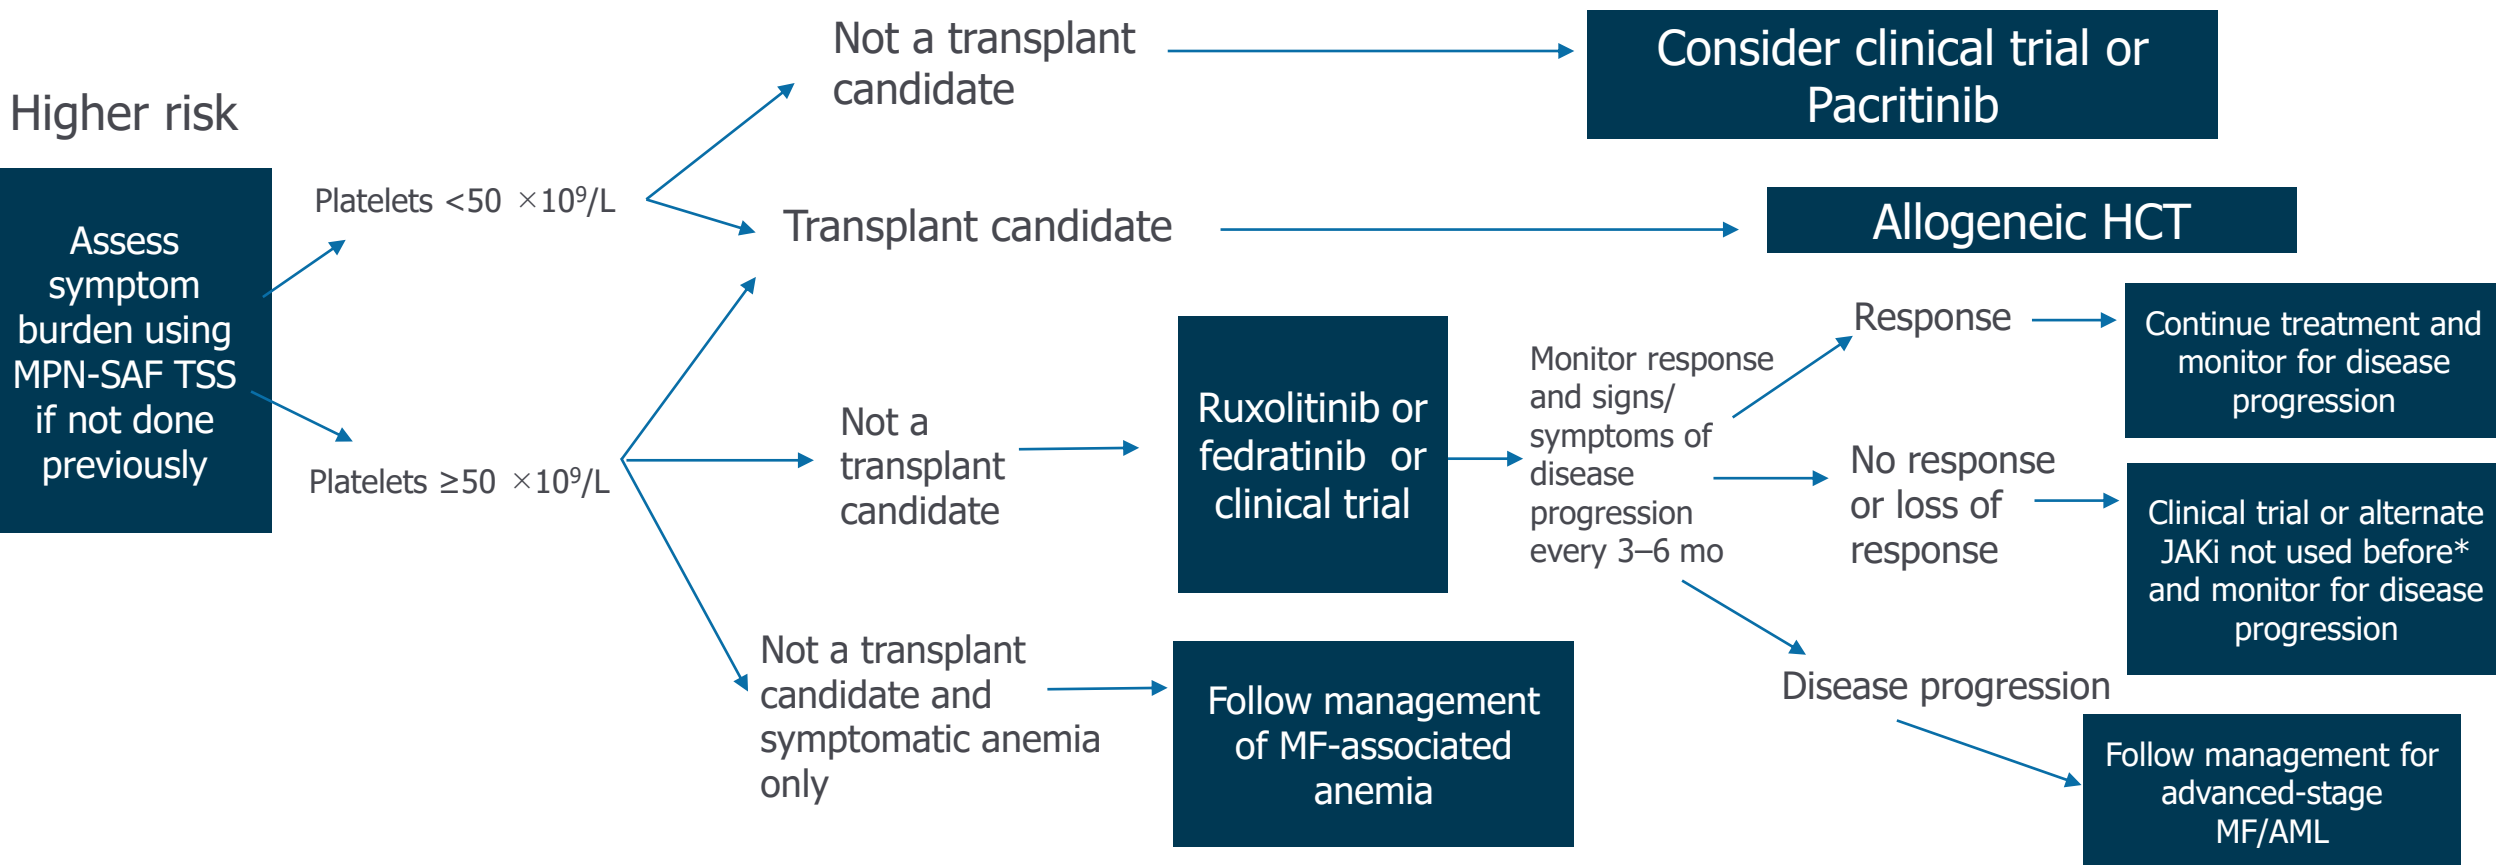 Higher risk
Assess
symptom
burden using
MPN-SAF TSS
if not done
previously
Platelets <50 ×10⁹/L
Platelets ≥50 ×10⁹/L
Not a transplant
candidate
Consider clinical trial or
Pacritinib
Transplant candidate
Allogeneic HCT
Not a
transplant
candidate
Ruxolitinib or
fedratinib or
clinical trial
Monitor response
and signs/
symptoms of
disease
progression
every 3–6 mo
Response
Continue treatment and
monitor for disease
progression
No response
or loss of
response
Clinical trial or alternate
JAKi not used before*
and monitor for disease
progression
Disease progression
Follow management for
advanced-stage
MF/AML
Not a transplant
candidate and
symptomatic anemia
only
Follow management
of MF-associated
anemia